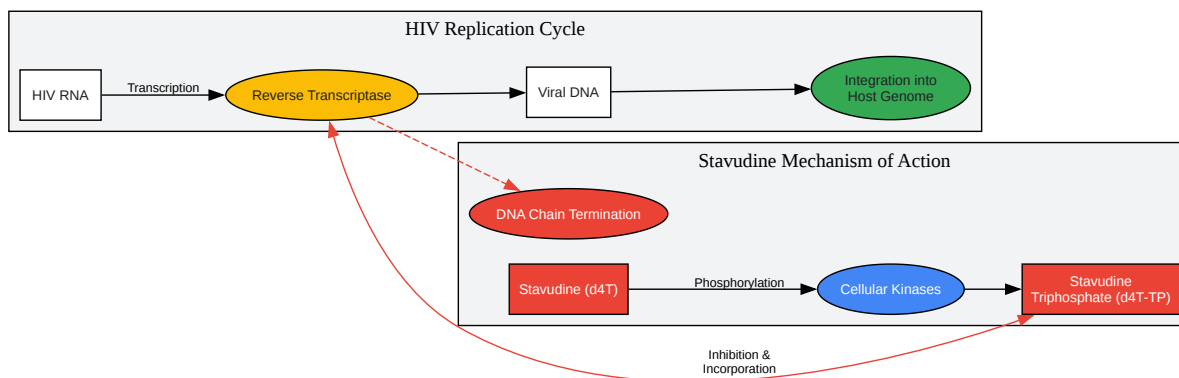 HIV Replication Cycle
HIV RNA
Transcription
Reverse Transcriptase
Viral DNA
Integration into
Host Genome
Stavudine Mechanism of Action
DNA Chain Termination
Stavudine (d4T)
Phosphorylation
Cellular Kinases
Stavudine
Triphosphate (d4T-TP)
Inhibition &
Incorporation